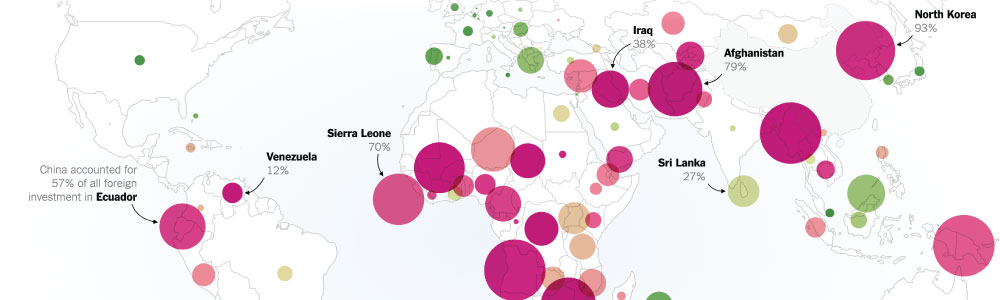 North Korea
93%
Iraq
38%
Afghanistan
79%
Sierra Leone
70%
Venezuela
12%
Sri Lanka
27%
China accounted for
57% of all foreign
investment in Ecuador